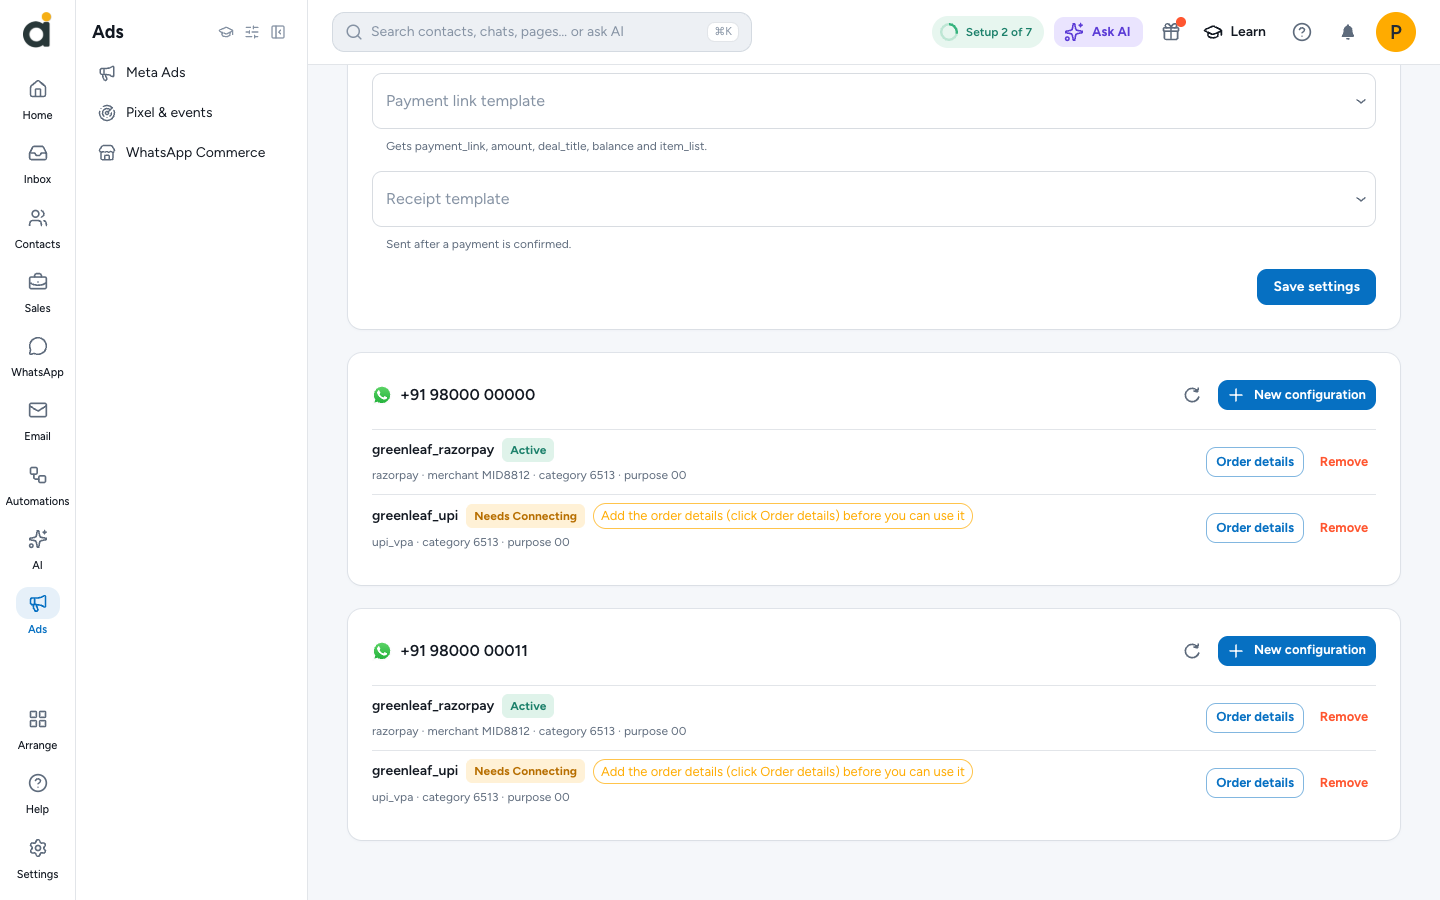 Ads
Search contacts, chats, pages... or ask AI
⌘K
Setup 2 of 7
Ask AI
Learn
P
Home
Inbox
Contacts
Sales
WhatsApp
Email
Automations
AI
Ads
Arrange
Help
Settings
Meta Ads
Pixel & events
WhatsApp Commerce
Payment link template
Gets payment_link, amount, deal_title, balance and item_list.
Receipt template
Sent after a payment is confirmed.
Save settings
+91 98000 00000
New configuration
greenleaf_razorpay Active
razorpay · merchant MID8812 · category 6513 · purpose 00
Order details Remove
greenleaf_upi Needs Connecting Add the order details (click Order details) before you can use it
upi_vpa · category 6513 · purpose 00
Order details Remove
+91 98000 00011
New configuration
greenleaf_razorpay Active
razorpay · merchant MID8812 · category 6513 · purpose 00
Order details Remove
greenleaf_upi Needs Connecting Add the order details (click Order details) before you can use it
upi_vpa · category 6513 · purpose 00
Order details Remove